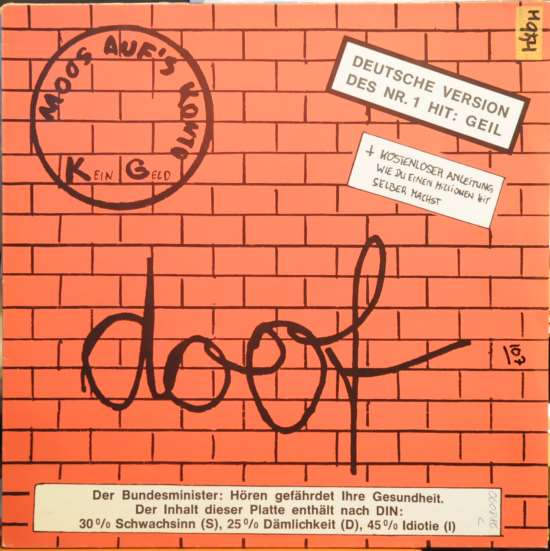 MOOS AUF'S KONTO
KEIN GELD
DEUTSCHE VERSION
DES NR. 1 HIT: GEIL
+ KOSTENLOSER ANLEITUNG
WIE DU EINEN MILLIONEN HIT
SELBER MACHST
doof
Der Bundesminister: Hören gefährdet Ihre Gesundheit.
Der Inhalt dieser Platte enthält nach DIN:
30% Schwachsinn (S), 25% Dämlichkeit (D), 45% Idiotie (I)